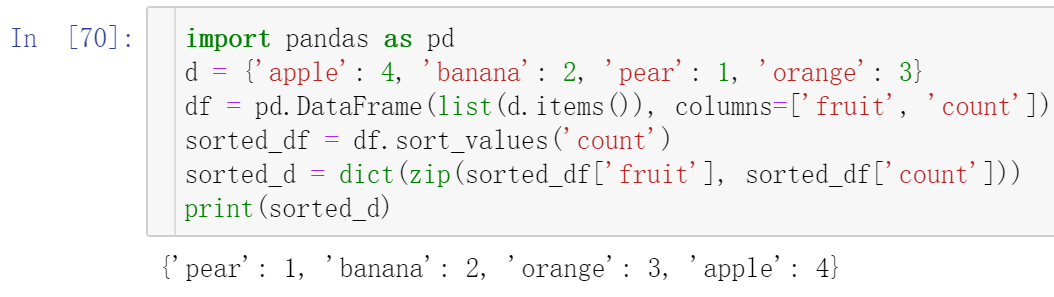 In [70]: import pandas as pd
d = {'apple': 4, 'banana': 2, 'pear': 1, 'orange': 3}
df = pd.DataFrame(list(d.items()), columns=['fruit', 'count'])
sorted_df = df.sort_values('count')
sorted_d = dict(zip(sorted_df['fruit'], sorted_df['count']))
print(sorted_d)
{'pear': 1, 'banana': 2, 'orange': 3, 'apple': 4}